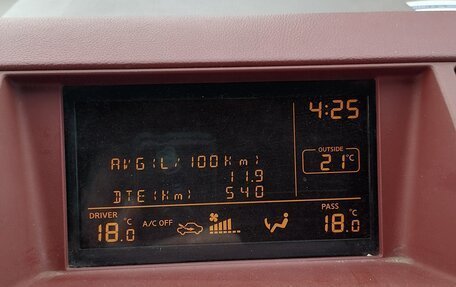 4:25
OUTSIDE
21°C
AVG(L/100Km)
11.9
DTE(Km) 540
DRIVER PASS
18.0 °C A/C OFF 18.0 °C